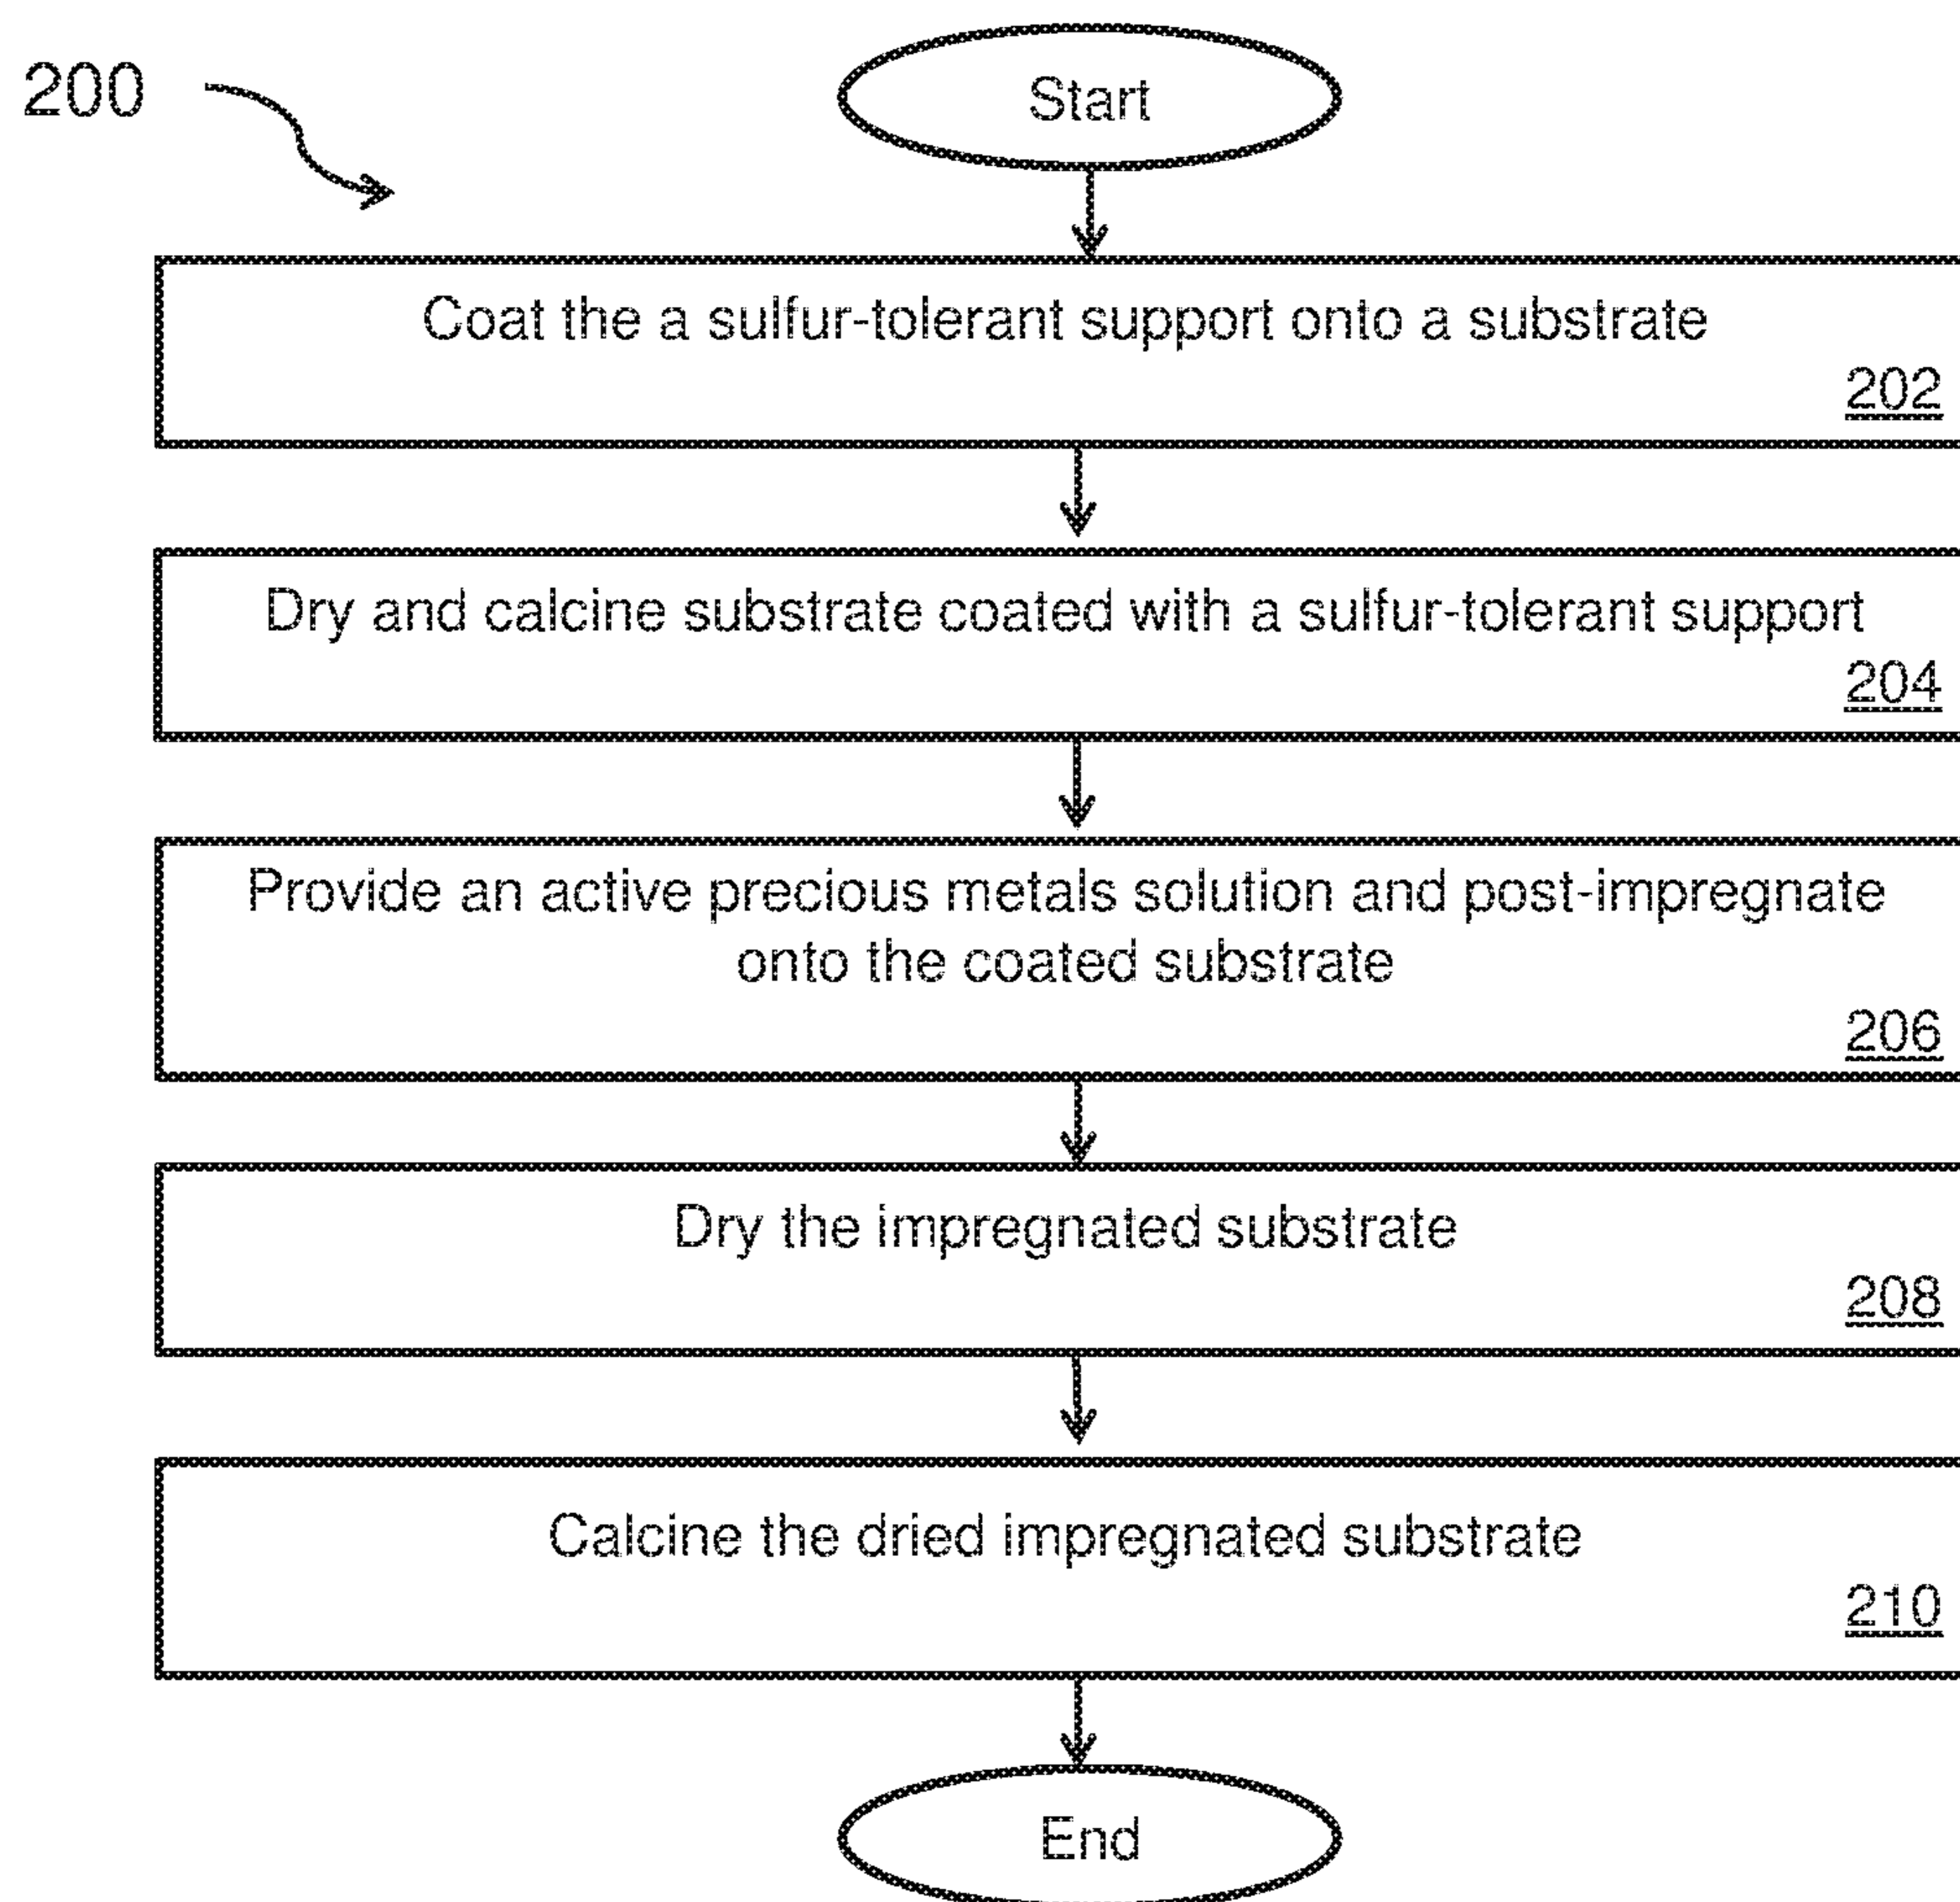 200
Start
Coat the a sulfur-tolerant support onto a substrate
202
Dry and calcine substrate coated with a sulfur-tolerant support
204
Provide an active precious metals solution and post-impregnate
onto the coated substrate
206
Dry the impregnated substrate
208
Calcine the dried impregnated substrate
210
End